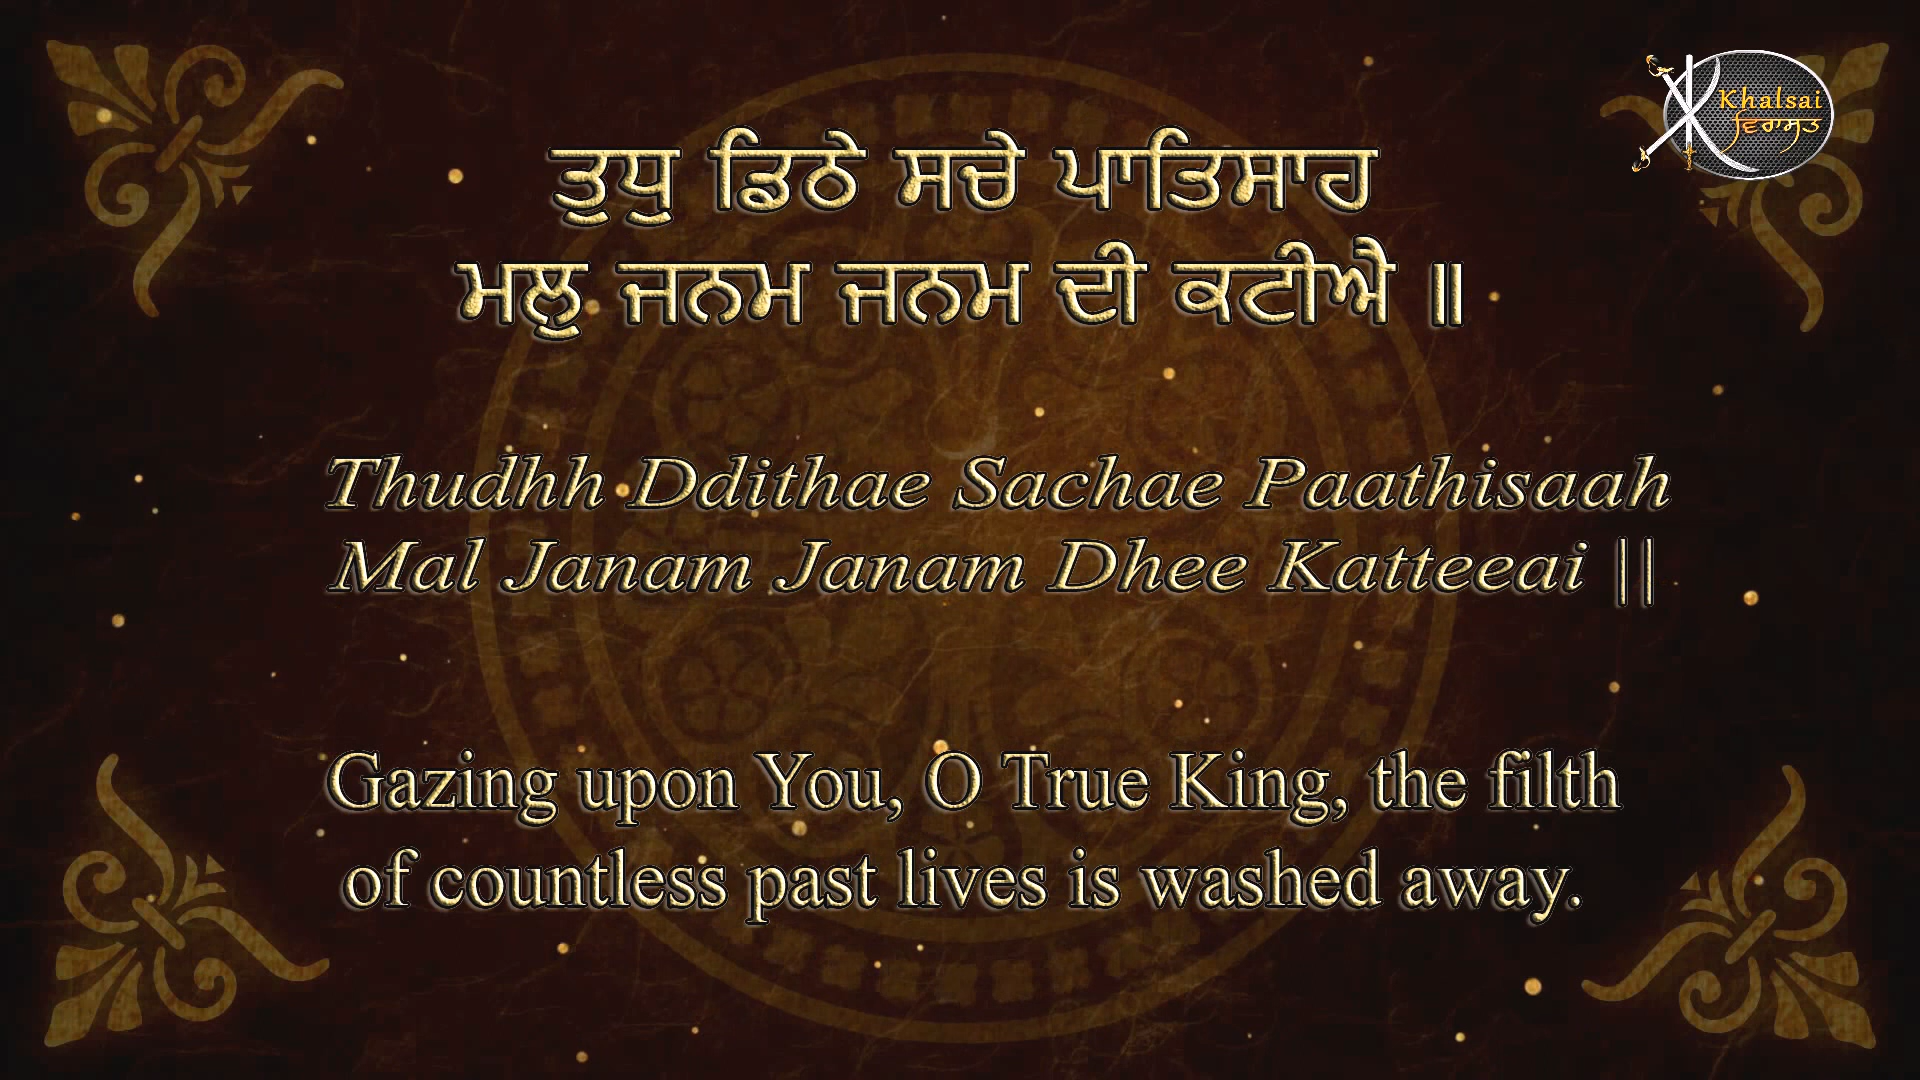 Khalsai
ਵਿਰਾਸਤ
ਤੁਧੁ ਡਿਠੇ ਸਚੇ ਪਾਤਿਸਾਹ
ਮਲੁ ਜਨਮ ਜਨਮ ਦੀ ਕਟੀਐ ॥
Thudhh Ddithae Sachae Paathisaah
Mal Janam Janam Dhee Katteeai ||
Gazing upon You, O True King, the filth
of countless past lives is washed away.